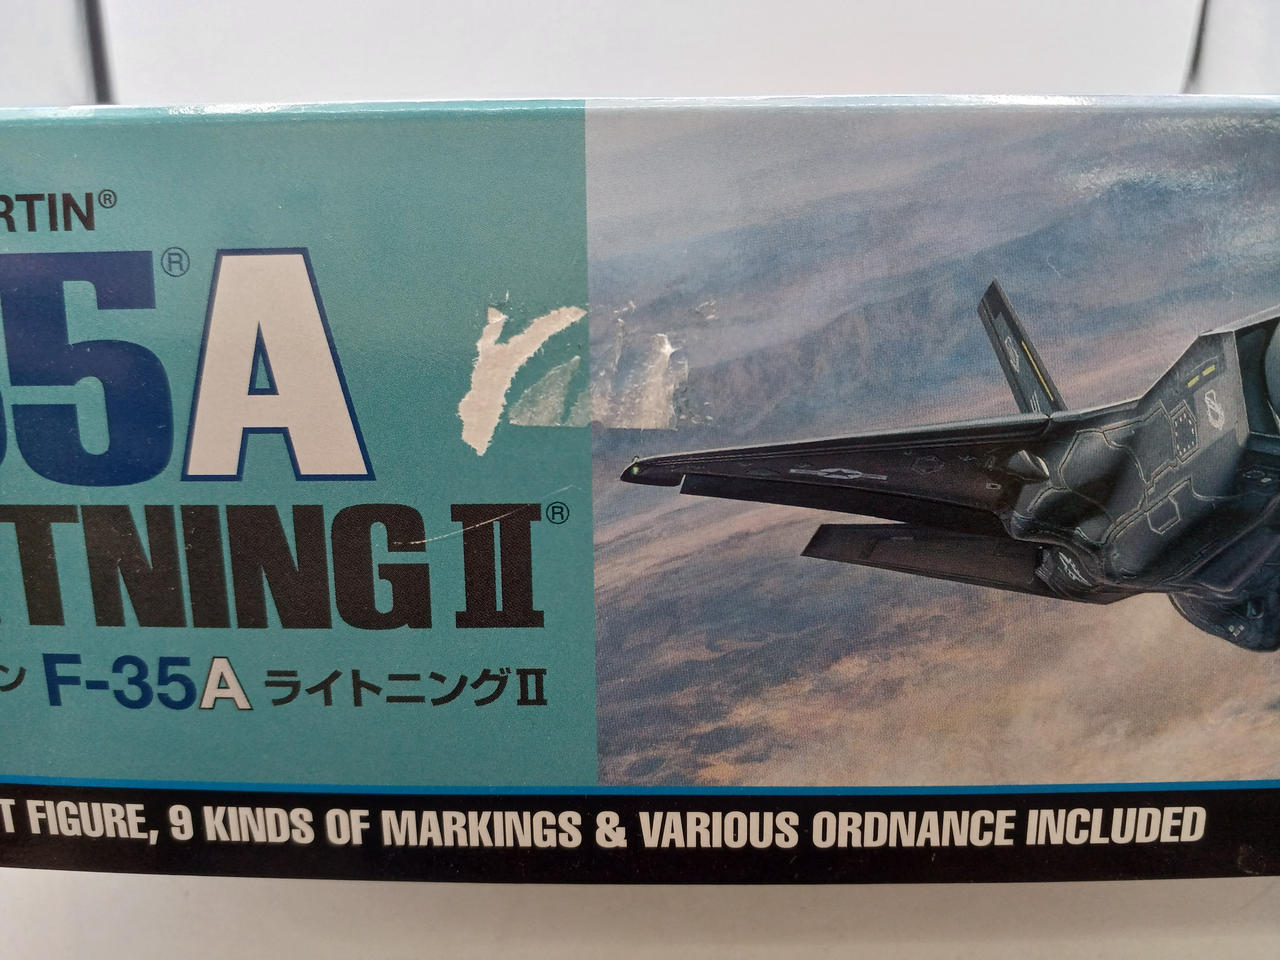 RTIN®
35®A
TNING II®
ン F-35A ライトニングII
T FIGURE, 9 KINDS OF MARKINGS & VARIOUS ORDNANCE INCLUDED